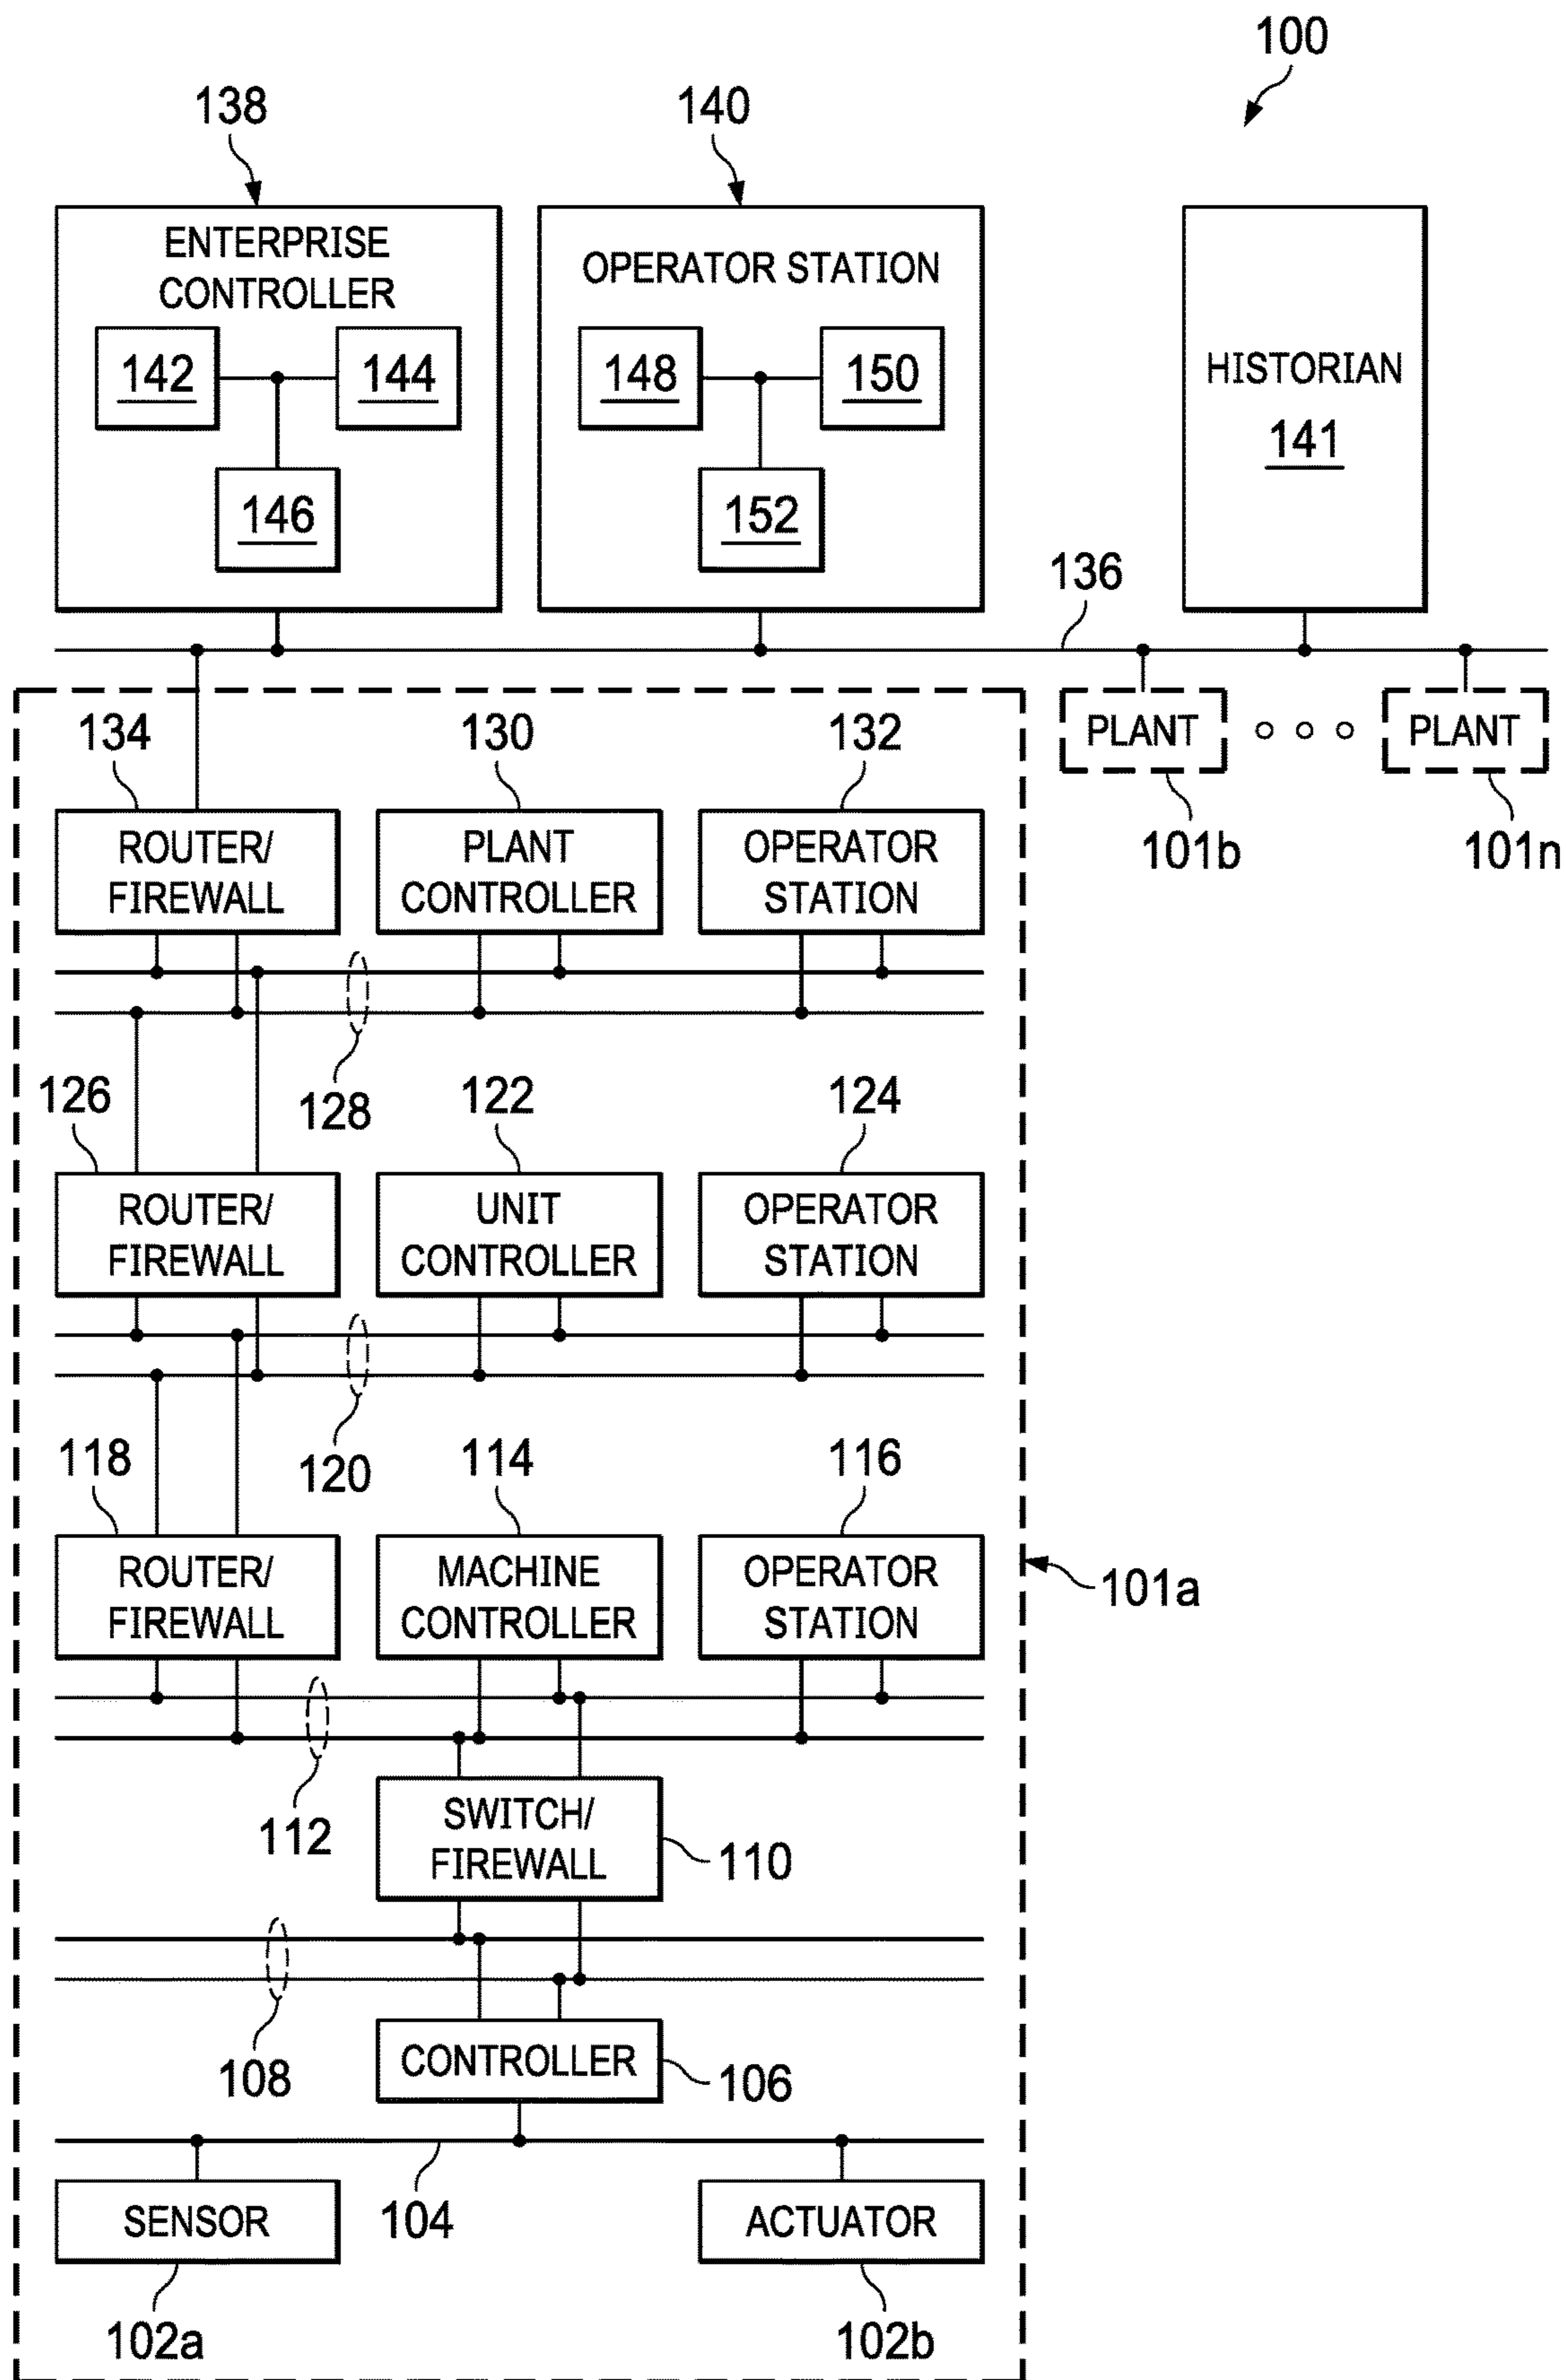 100
138
140
ENTERPRISE
CONTROLLER
142
144
146
OPERATOR STATION
148
150
152
HISTORIAN
141
136
134
130
132
PLANT
PLANT
101b
101n
ROUTER/
FIREWALL
PLANT
CONTROLLER
OPERATOR
STATION
128
126
122
124
ROUTER/
FIREWALL
UNIT
CONTROLLER
OPERATOR
STATION
120
118
114
116
ROUTER/
FIREWALL
MACHINE
CONTROLLER
OPERATOR
STATION
101a
112
SWITCH/
FIREWALL
110
108
CONTROLLER
106
104
SENSOR
ACTUATOR
102a
102b